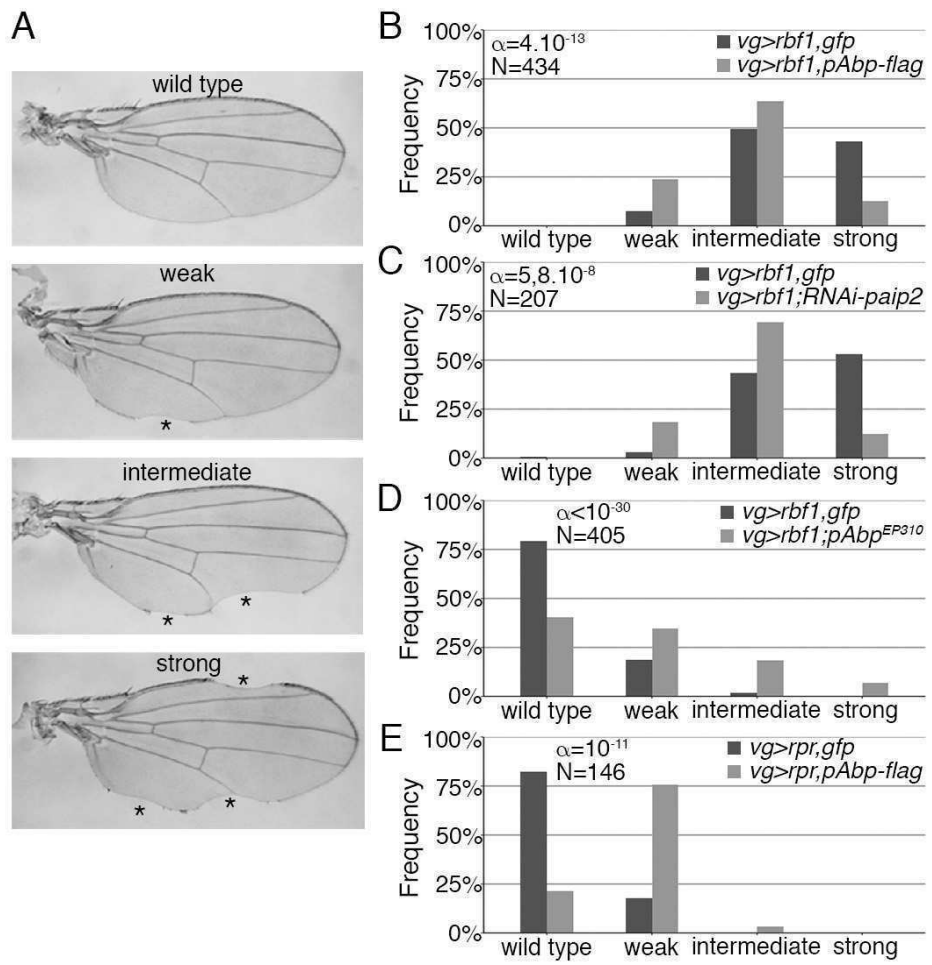 A
wild type
weak
*
intermediate
*
*
strong
*
*
*
B
100%
75%
50%
25%
0%
Frequency
α=4.10-13
N=434
vg>rbf1,gfp
vg>rbf1,pAbp-flag
wild type weak intermediate strong
C
100%
75%
50%
25%
0%
Frequency
α=5,8.10-8
N=207
vg>rbf1,gfp
vg>rbf1;RNAi-paip2
wild type weak intermediate strong
D
100%
75%
50%
25%
0%
Frequency
α<10-30
N=405
vg>rbf1,gfp
vg>rbf1;pAbpEP310
wild type weak intermediate strong
E
100%
75%
50%
25%
0%
Frequency
α=10-11
N=146
vg>rpr,gfp
vg>rpr,pAbp-flag
wild type weak intermediate strong